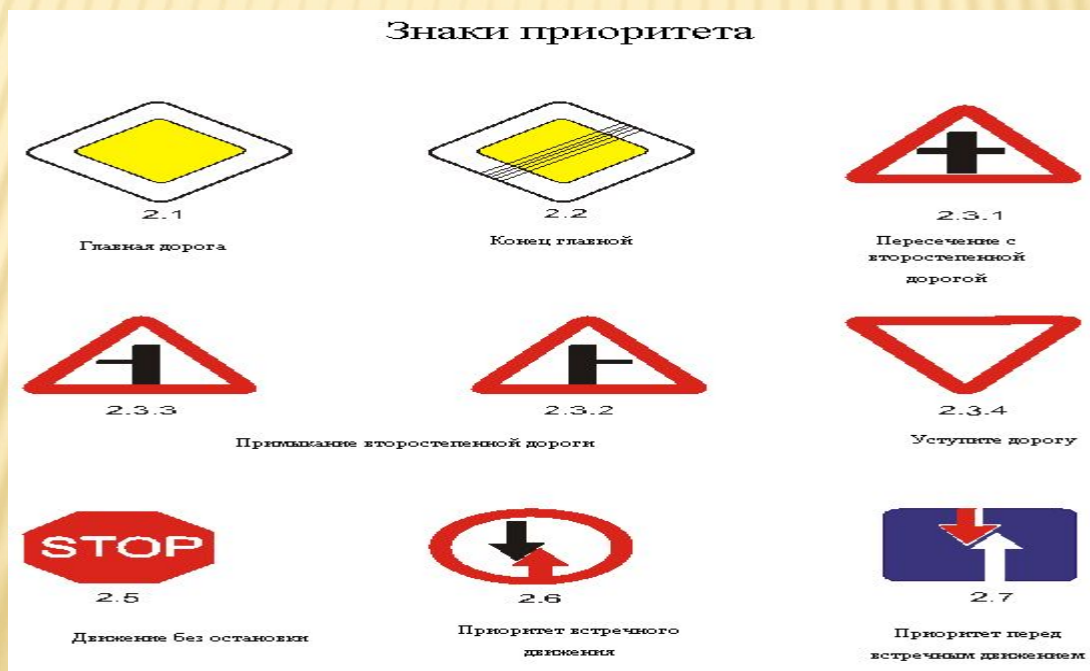 Знаки приоритета
2.1
2.2
2.3.1
Главная дорога
Конец главной
Пересечение с
второстепенной
дорогой
2.3.3
2.3.2
2.3.4
Примыкание второстепенной дороги
Уступите дорогу
STOP
2.5
2.6
2.7
Движение без остановки
Приоритет встречного
движения
Приоритет перед
встречным движением